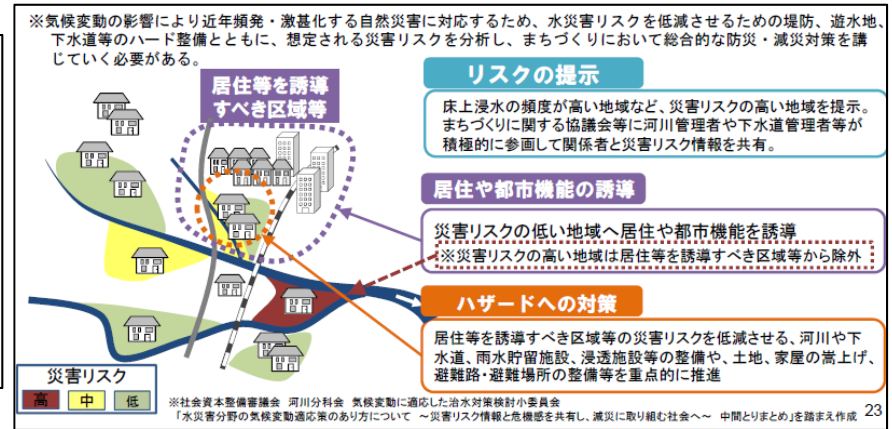 ※気候変動の影響により近年頻発・激甚化する自然災害に対応するため、水災害リスクを低減させるための堤防、遊水地、
下水道等のハード整備とともに、想定される災害リスクを分析し、まちづくりにおいて総合的な防災・減災対策を講
じていく必要がある。
居住等を誘導
すべき区域等
リスクの提示
床上浸水の頻度が高い地域など、災害リスクの高い地域を提示。
まちづくりに関する協議会等に河川管理者や下水道管理者等が
積極的に参画して関係者と災害リスク情報を共有。
居住や都市機能の誘導
災害リスクの低い地域へ居住や都市機能を誘導
※災害リスクの高い地域は居住等を誘導すべき区域等から除外
ハザードへの対策
居住等を誘導すべき区域等の災害リスクを低減させる、河川や下
水道、雨水貯留施設、浸透施設等の整備や、土地、家屋の嵩上げ、
避難路・避難場所の整備等を重点的に推進
災害リスク
高 中 低
※社会資本整備審議会 河川分科会 気候変動に適応した治水対策検討小委員会
「水災害分野の気候変動適応策のあり方について ～災害リスク情報と危機感を共有し、減災に取り組む社会へ～ 中間とりまとめ」を踏まえ作成
23